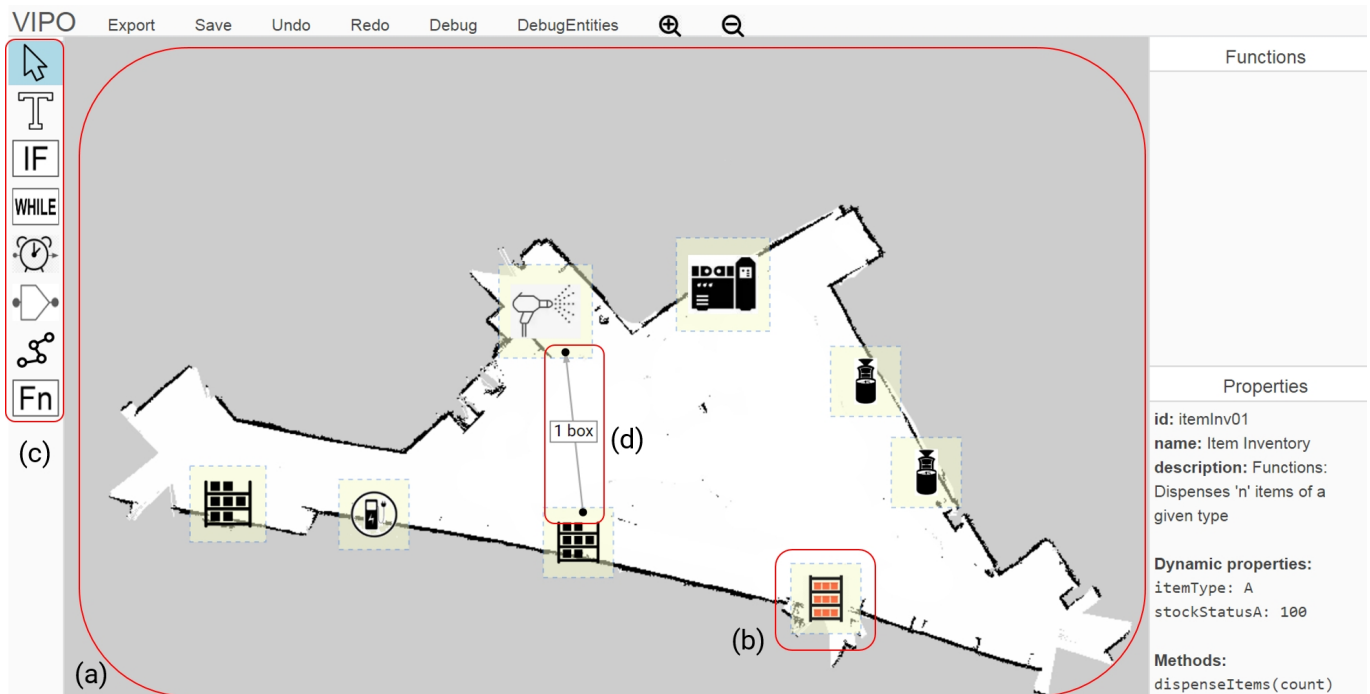 VIPO Export Save Undo Redo Debug DebugEntities
T
IF
WHILE
Fn
(c)
1 box
(d)
(b)
(a)
Functions
Properties
id: itemInv01
name: Item Inventory
description: Functions:
Dispenses 'n' items of a
given type
Dynamic properties:
itemType: A
stockStatusA: 100
Methods:
dispenseItems(count)